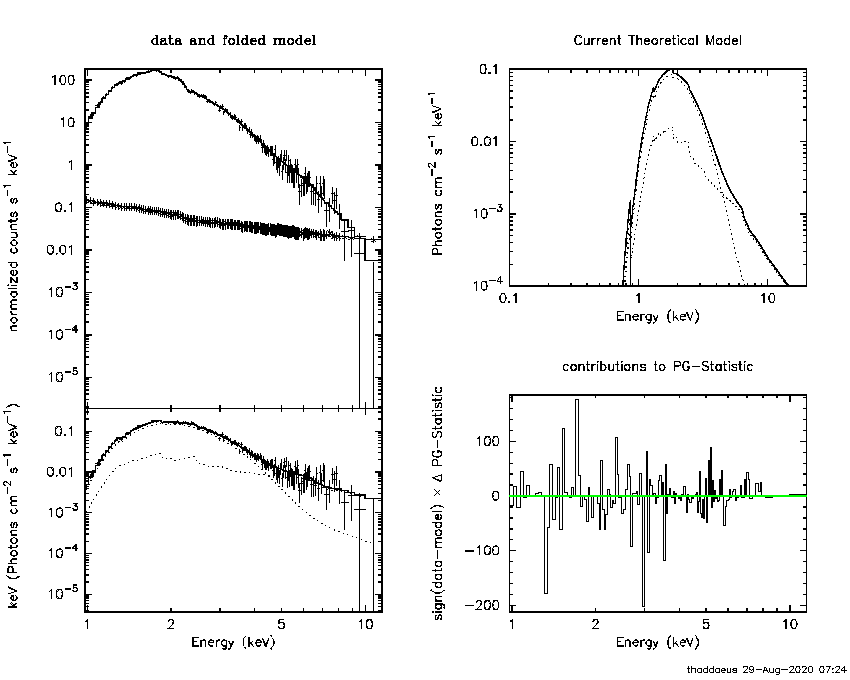 data and folded model
100
10
1
0.1
0.01
10−3
10−4
10−5
normalized counts s−1 keV−1
0.1
0.01
10−3
10−4
10−5
keV (Photons cm−2 s−1 keV−1)
1 2 5 10
Energy (keV)
Current Theoretical Model
0.1
0.01
10−3
10−4
Photons cm−2 s−1 keV−1
0.1 1 10
Energy (keV)
contributions to PG−Statistic
100
0
−100
−200
sign(data−model) × Δ PG−Statistic
1 2 5 10
Energy (keV)
thaddaeus 29−Aug−2020 07:24